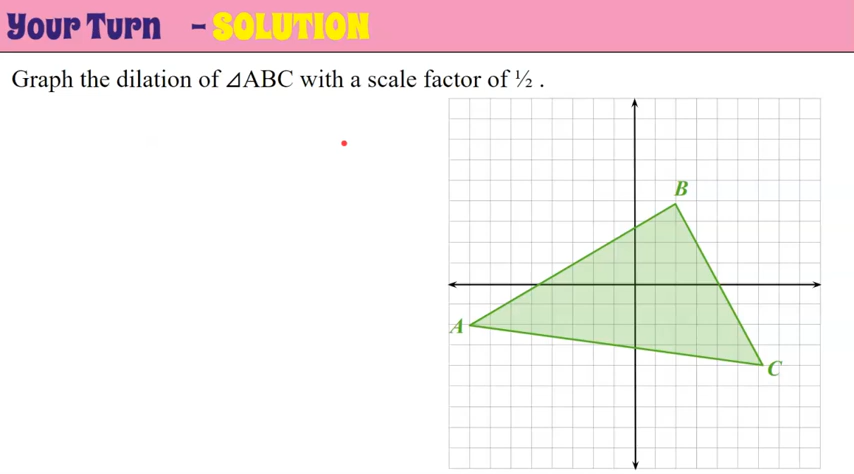 Your Turn - SOLUTION
Graph the dilation of ⊿ABC with a scale factor of ½ .
B
A
C